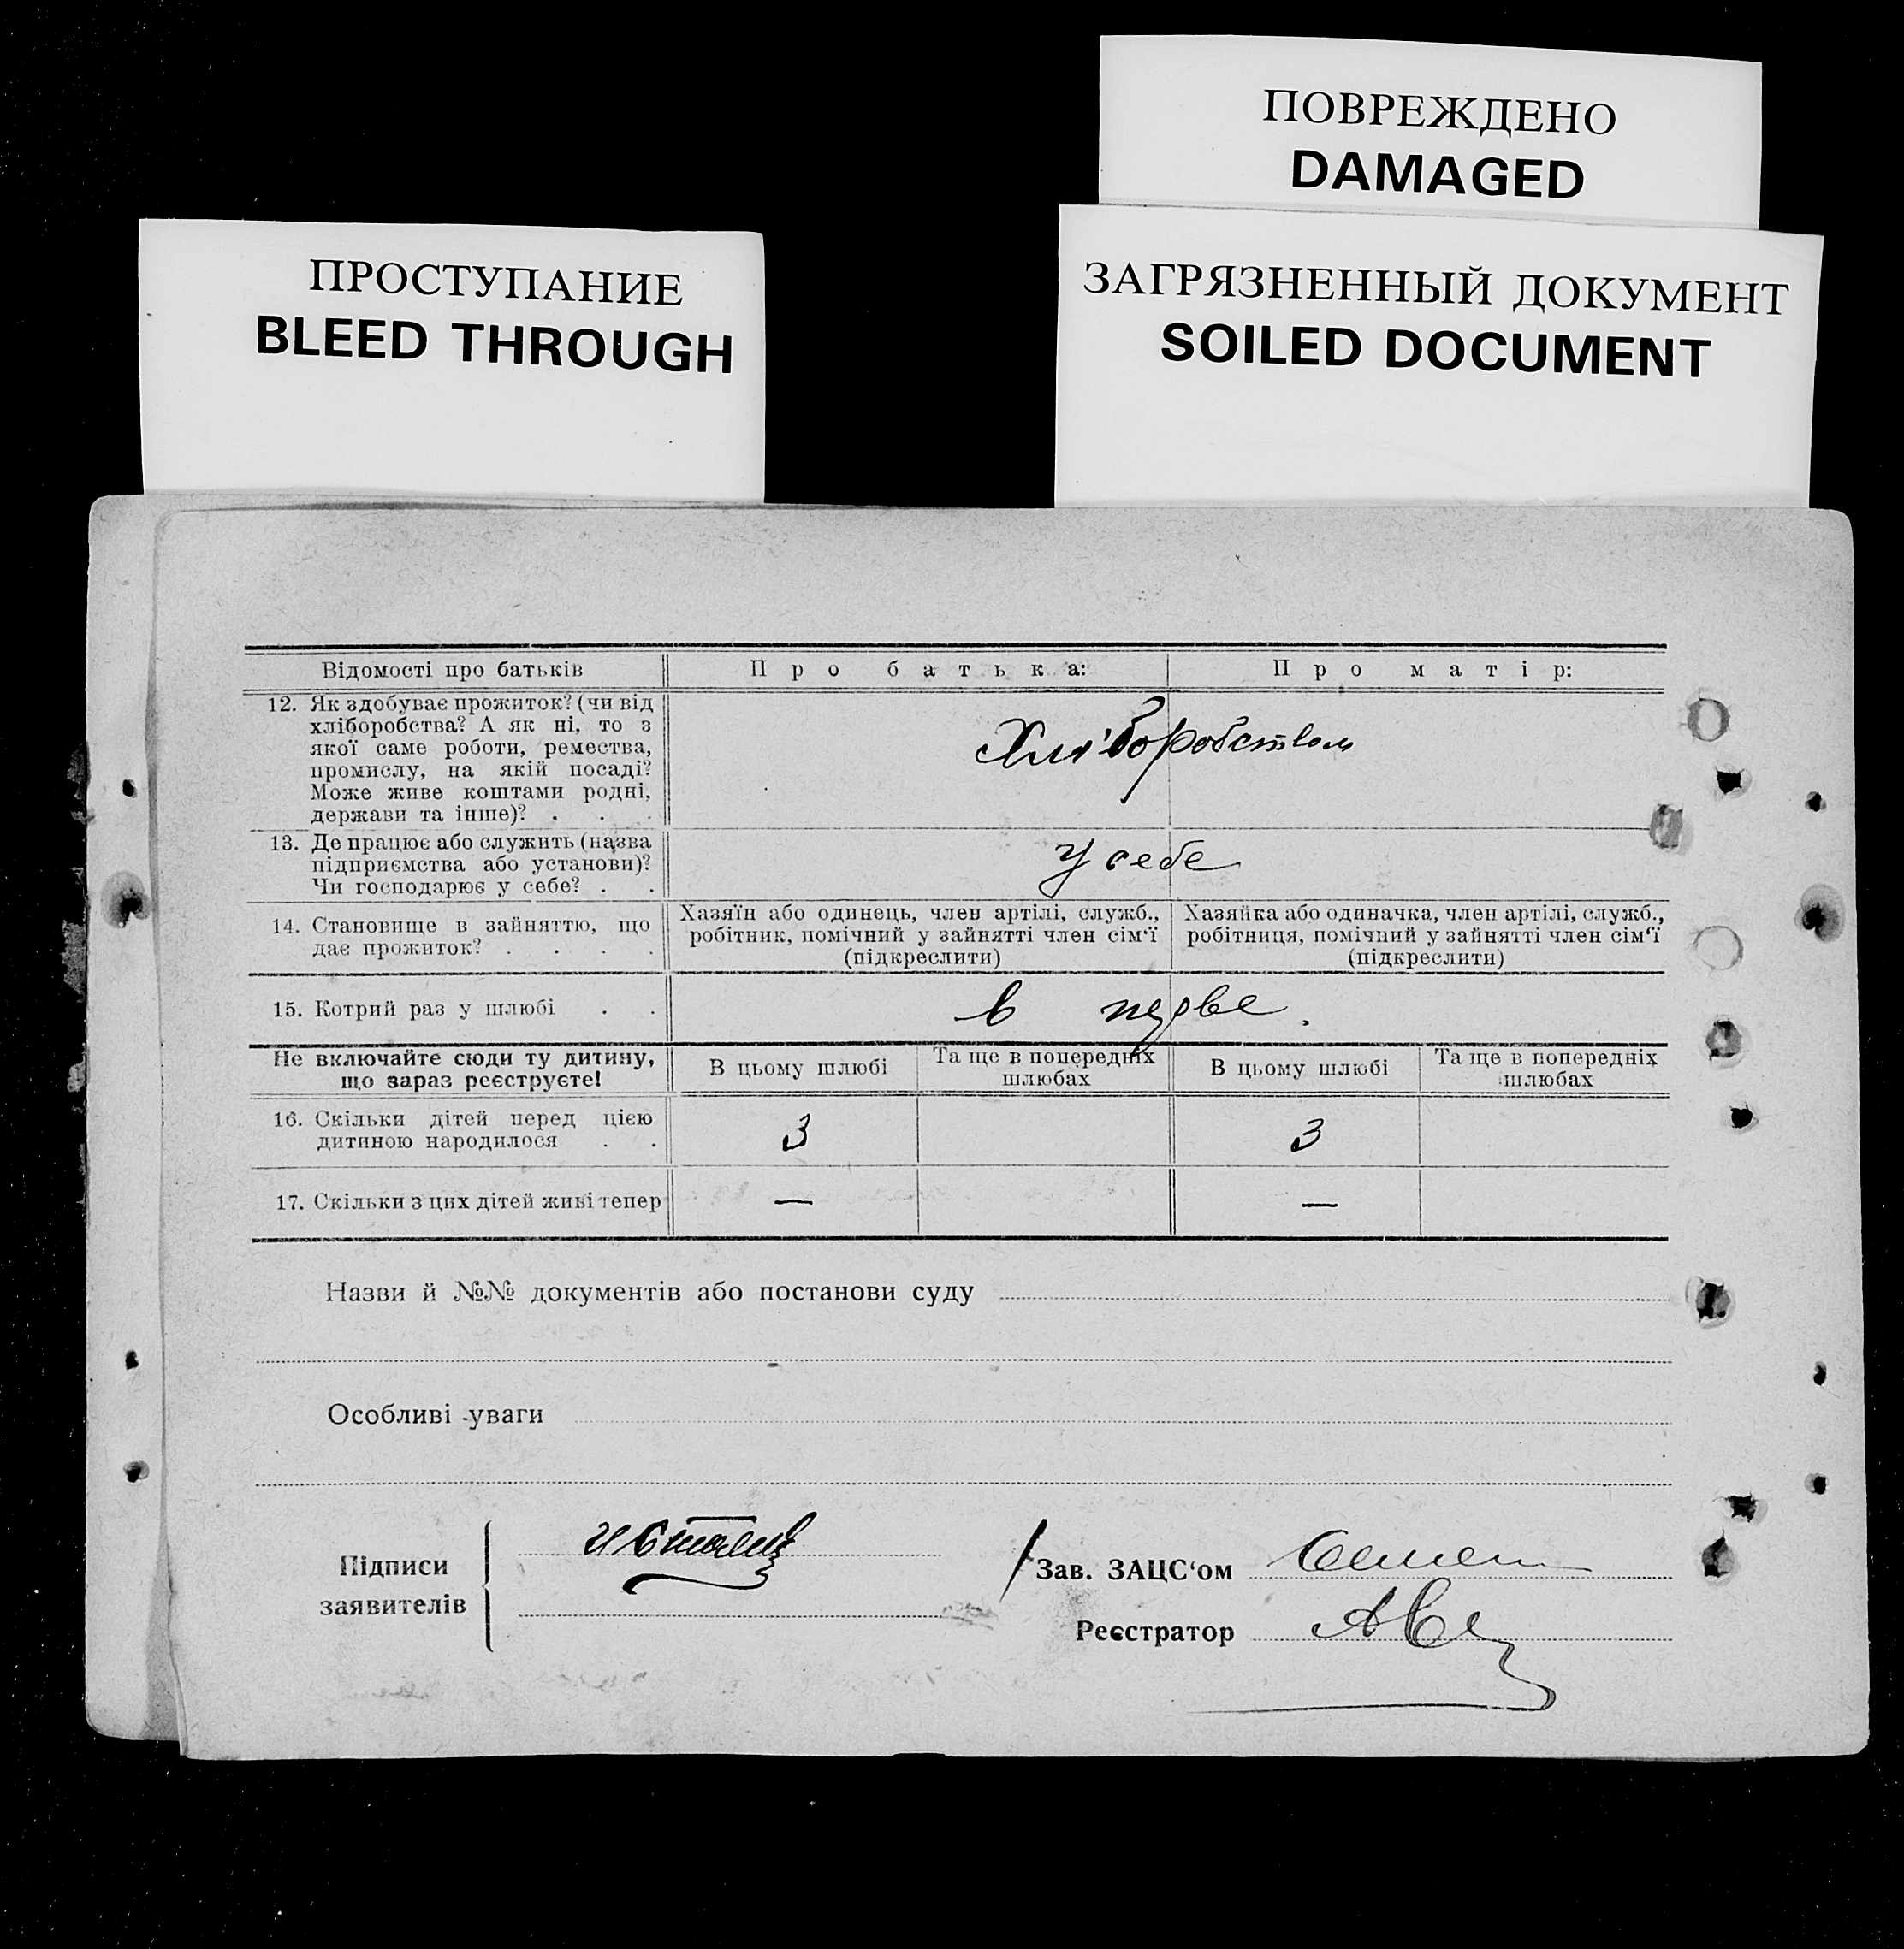 ПОВРЕЖДЕНО
DAMAGED
ПРОСТУПАНИЕ
BLEED THROUGH
ЗАГРЯЗНЕННЫЙ ДОКУМЕНТ
SOILED DOCUMENT
Відомості про батьків Про батька: Про матір:
12. Як здобуває прожиток? (чи від
хліборобства? А як ні, то з
якої саме роботи, ремества,
промислу, на якій посаді?
Може живе коштами родні,
держави та інше)? . . .
Хліборобством
13. Де працює або служить (назва
підприємства або установи)?
Чи господарює у себе? . .
у себе
14. Становище в зайняттю, що
дає прожиток? . . . .
Хазяїн або одинець, член артілі, служб.,
робітник, помічний у зайнятті член сім‘ї
(підкреслити)
Хазяйка або одиначка, член артілі, служб.,
робітниця, помічний у зайнятті член сім‘ї
(підкреслити)
15. Котрий раз у шлюбі . . в перве.
Не включайте сюди ту дитину,
що зараз реєструєте!
В цьому шлюбі
Та ще в попередніх
шлюбах
В цьому шлюбі
Та ще в попередніх
шлюбах
16. Скільки дітей перед цією
дитиною народилося . .
3 3
17. Скільки з цих дітей живі тепер — —
Назви й №№ документів або постанови суду
Особливі уваги
Підписи
заявителів
/Зав. ЗАЦС‘ом
Реєстратор